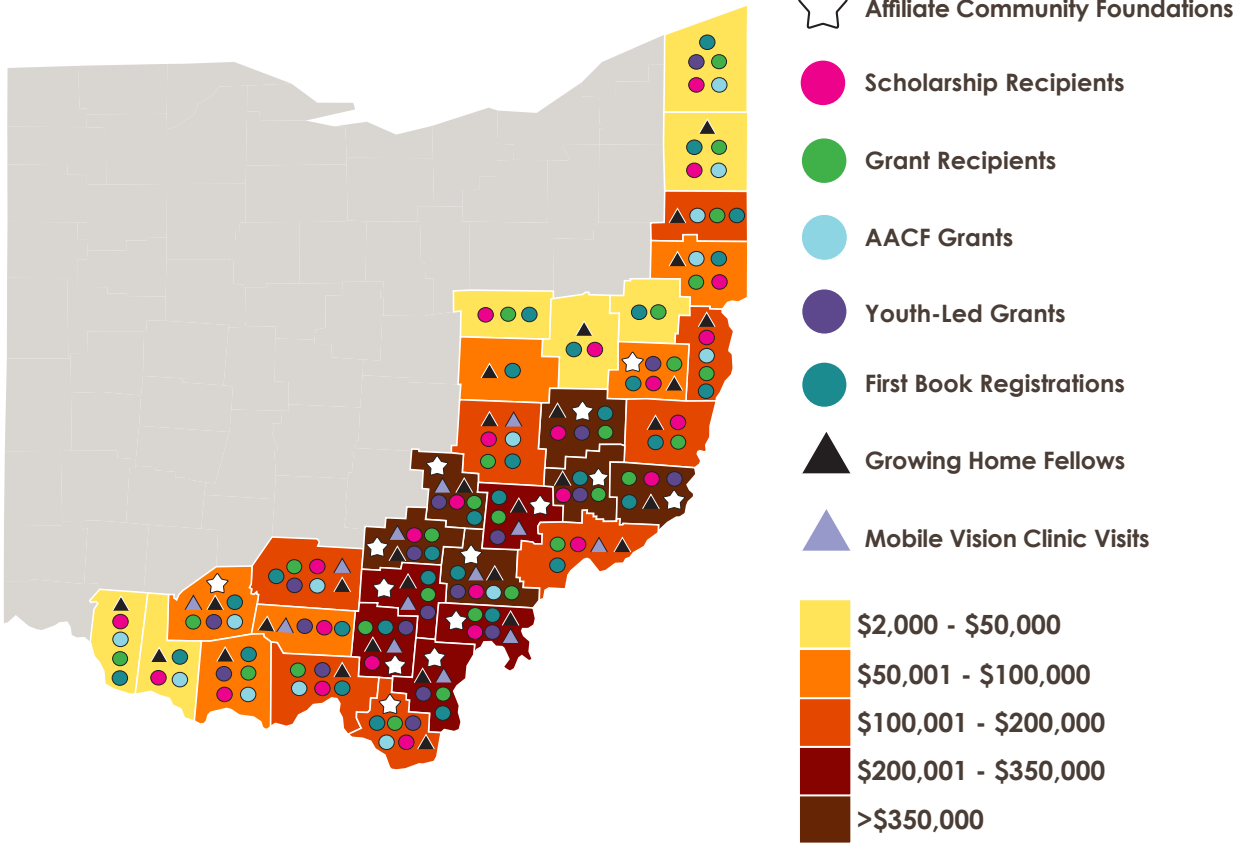 Affiliate Community Foundations
Scholarship Recipients
Grant Recipients
AACF Grants
Youth-Led Grants
First Book Registrations
Growing Home Fellows
Mobile Vision Clinic Visits
$2,000 - $50,000
$50,001 - $100,000
$100,001 - $200,000
$200,001 - $350,000
>$350,000